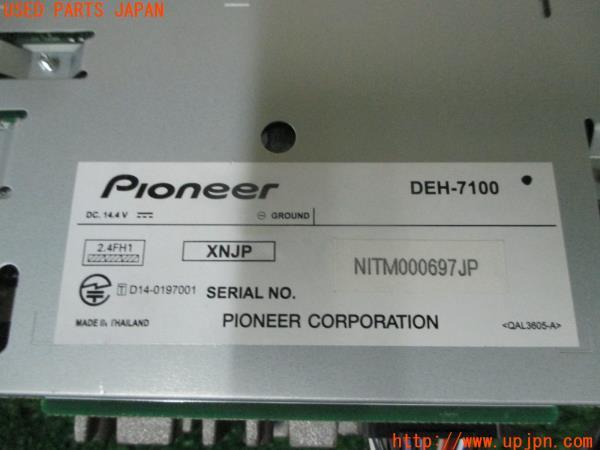 USED PARTS JAPAN
Pioneer
DEH-7100
DC. 14.4 V
⊖ GROUND
2.4FH1
XNJP
NITM000697JP
T D14-0197001
SERIAL NO.
MADE IN THAILAND
PIONEER CORPORATION
<QAL3605-A>
http://www.upjpn.com/